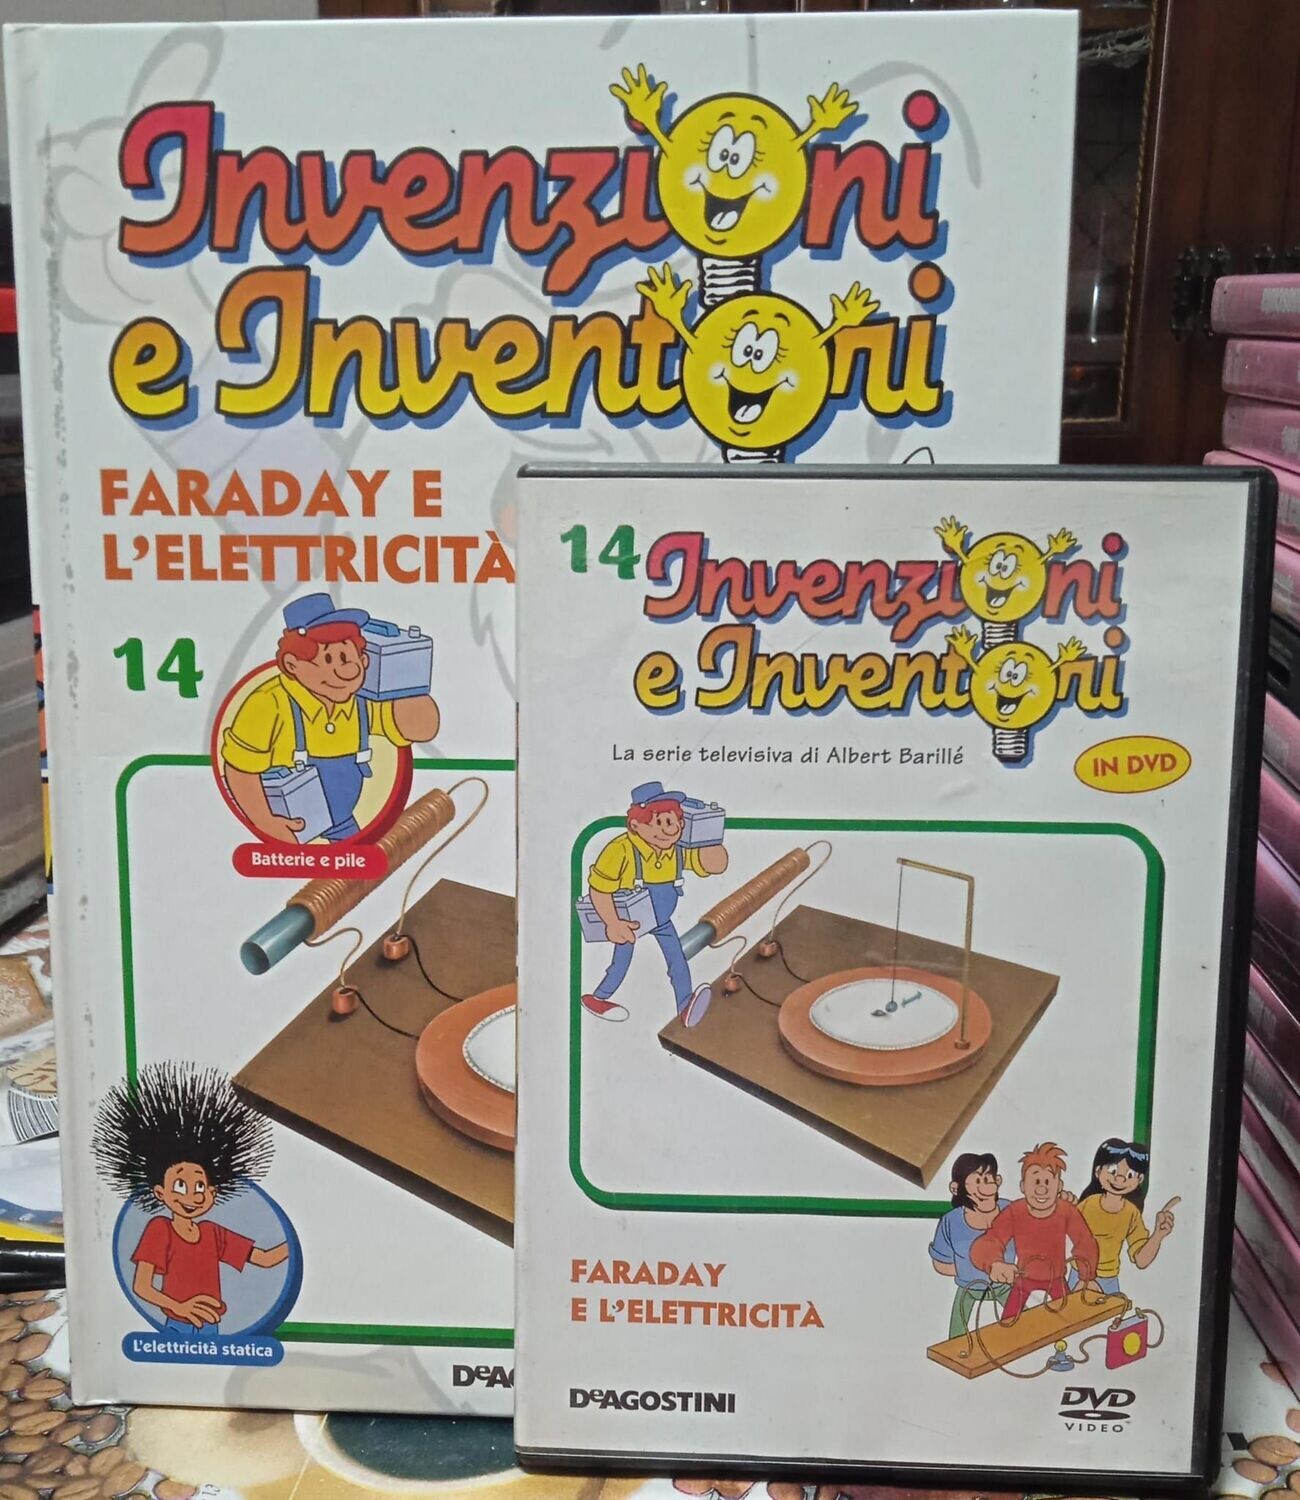 Invenzioni
e Inventori
FARADAY E
L'ELETTRICITÀ
14
Batterie e pile
L'elettricità statica
DeA
14
Invenzioni
e Inventori
La serie televisiva di Albert Barillé
IN DVD
FARADAY
E L'ELETTRICITÀ
DeAGOSTINI
DVD
VIDEO